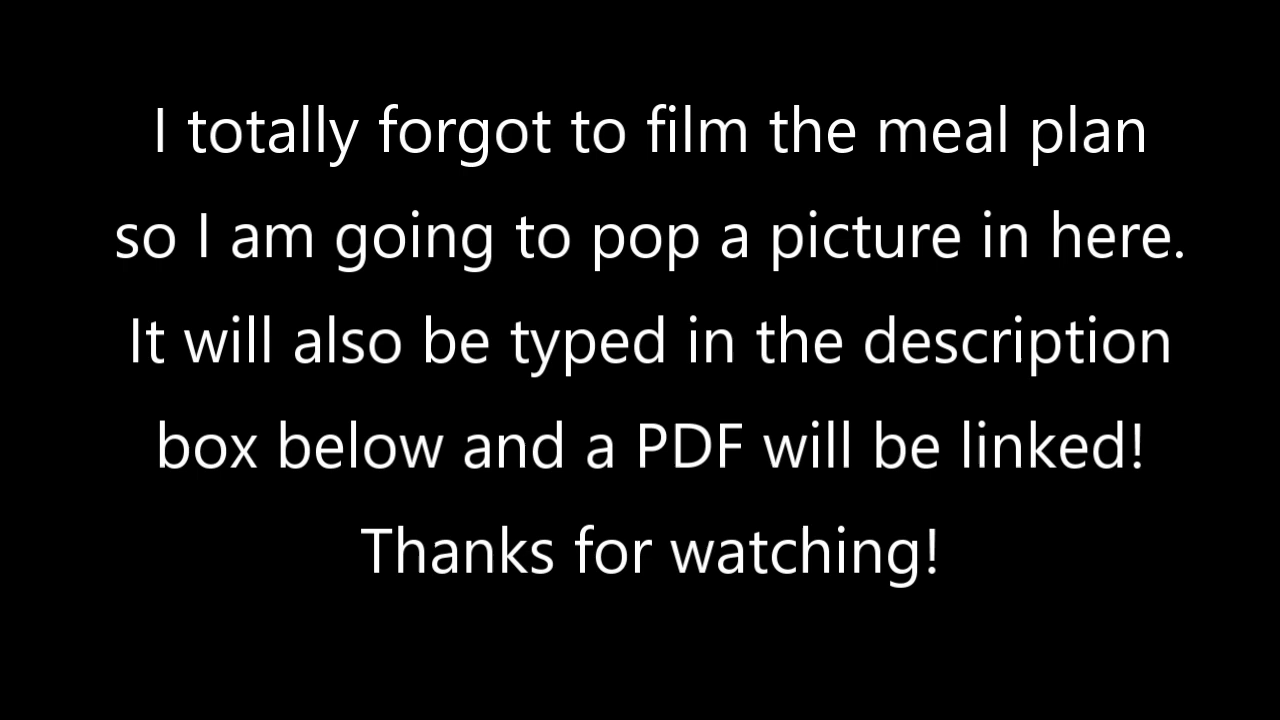 I totally forgot to film the meal plan
so I am going to pop a picture in here.
It will also be typed in the description
box below and a PDF will be linked!
Thanks for watching!